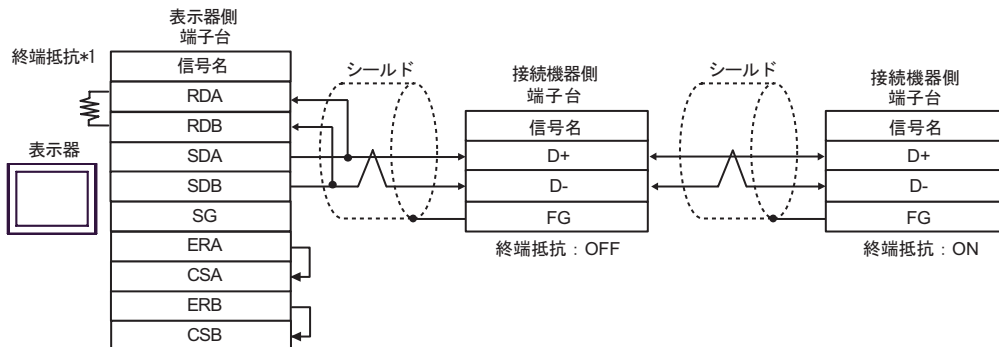 表示器側
端子台
終端抵抗*1
信号名
RDA
RDB
SDA
SDB
SG
ERA
CSA
ERB
CSB
表示器
シールド
接続機器側
端子台
信号名
D+
D-
FG
終端抵抗：OFF
シールド
接続機器側
端子台
信号名
D+
D-
FG
終端抵抗：ON